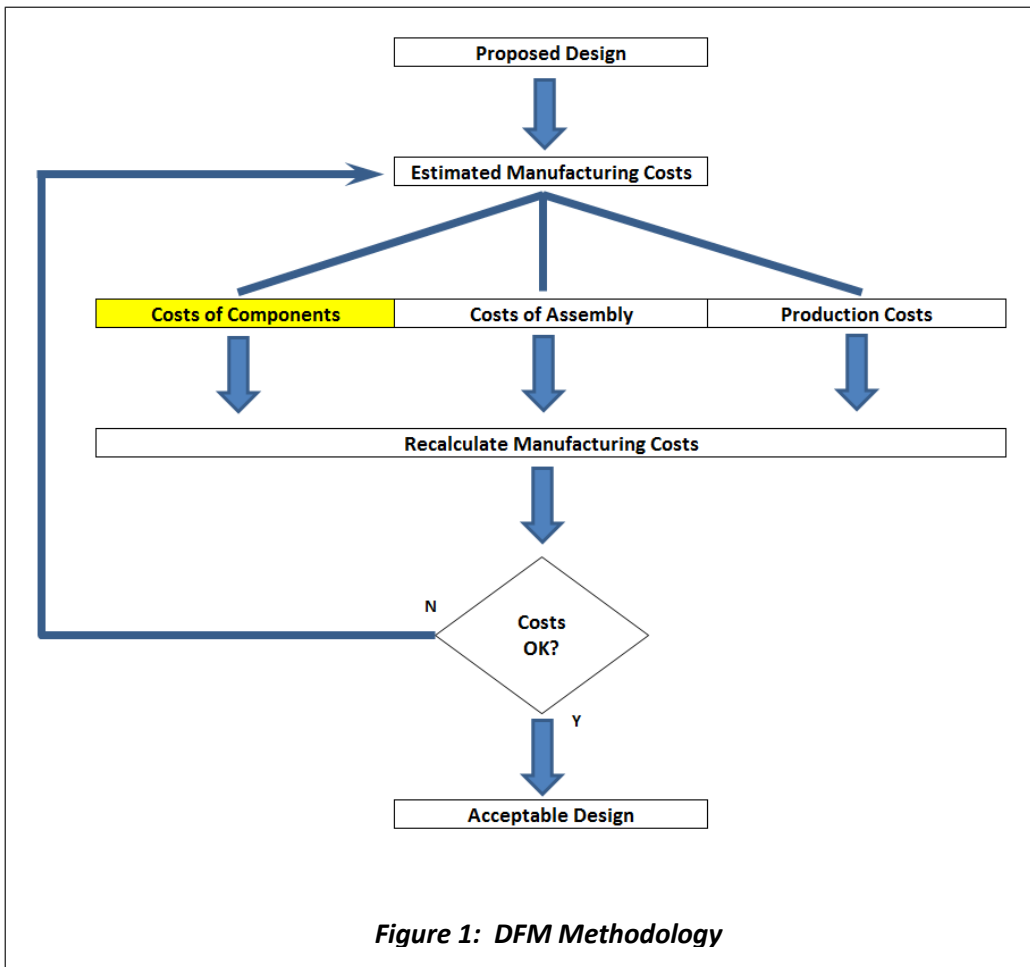 Proposed Design
Estimated Manufacturing Costs
Costs of Components
Costs of Assembly
Production Costs
Recalculate Manufacturing Costs
N
Costs
OK?
Y
Acceptable Design
Figure 1: DFM Methodology